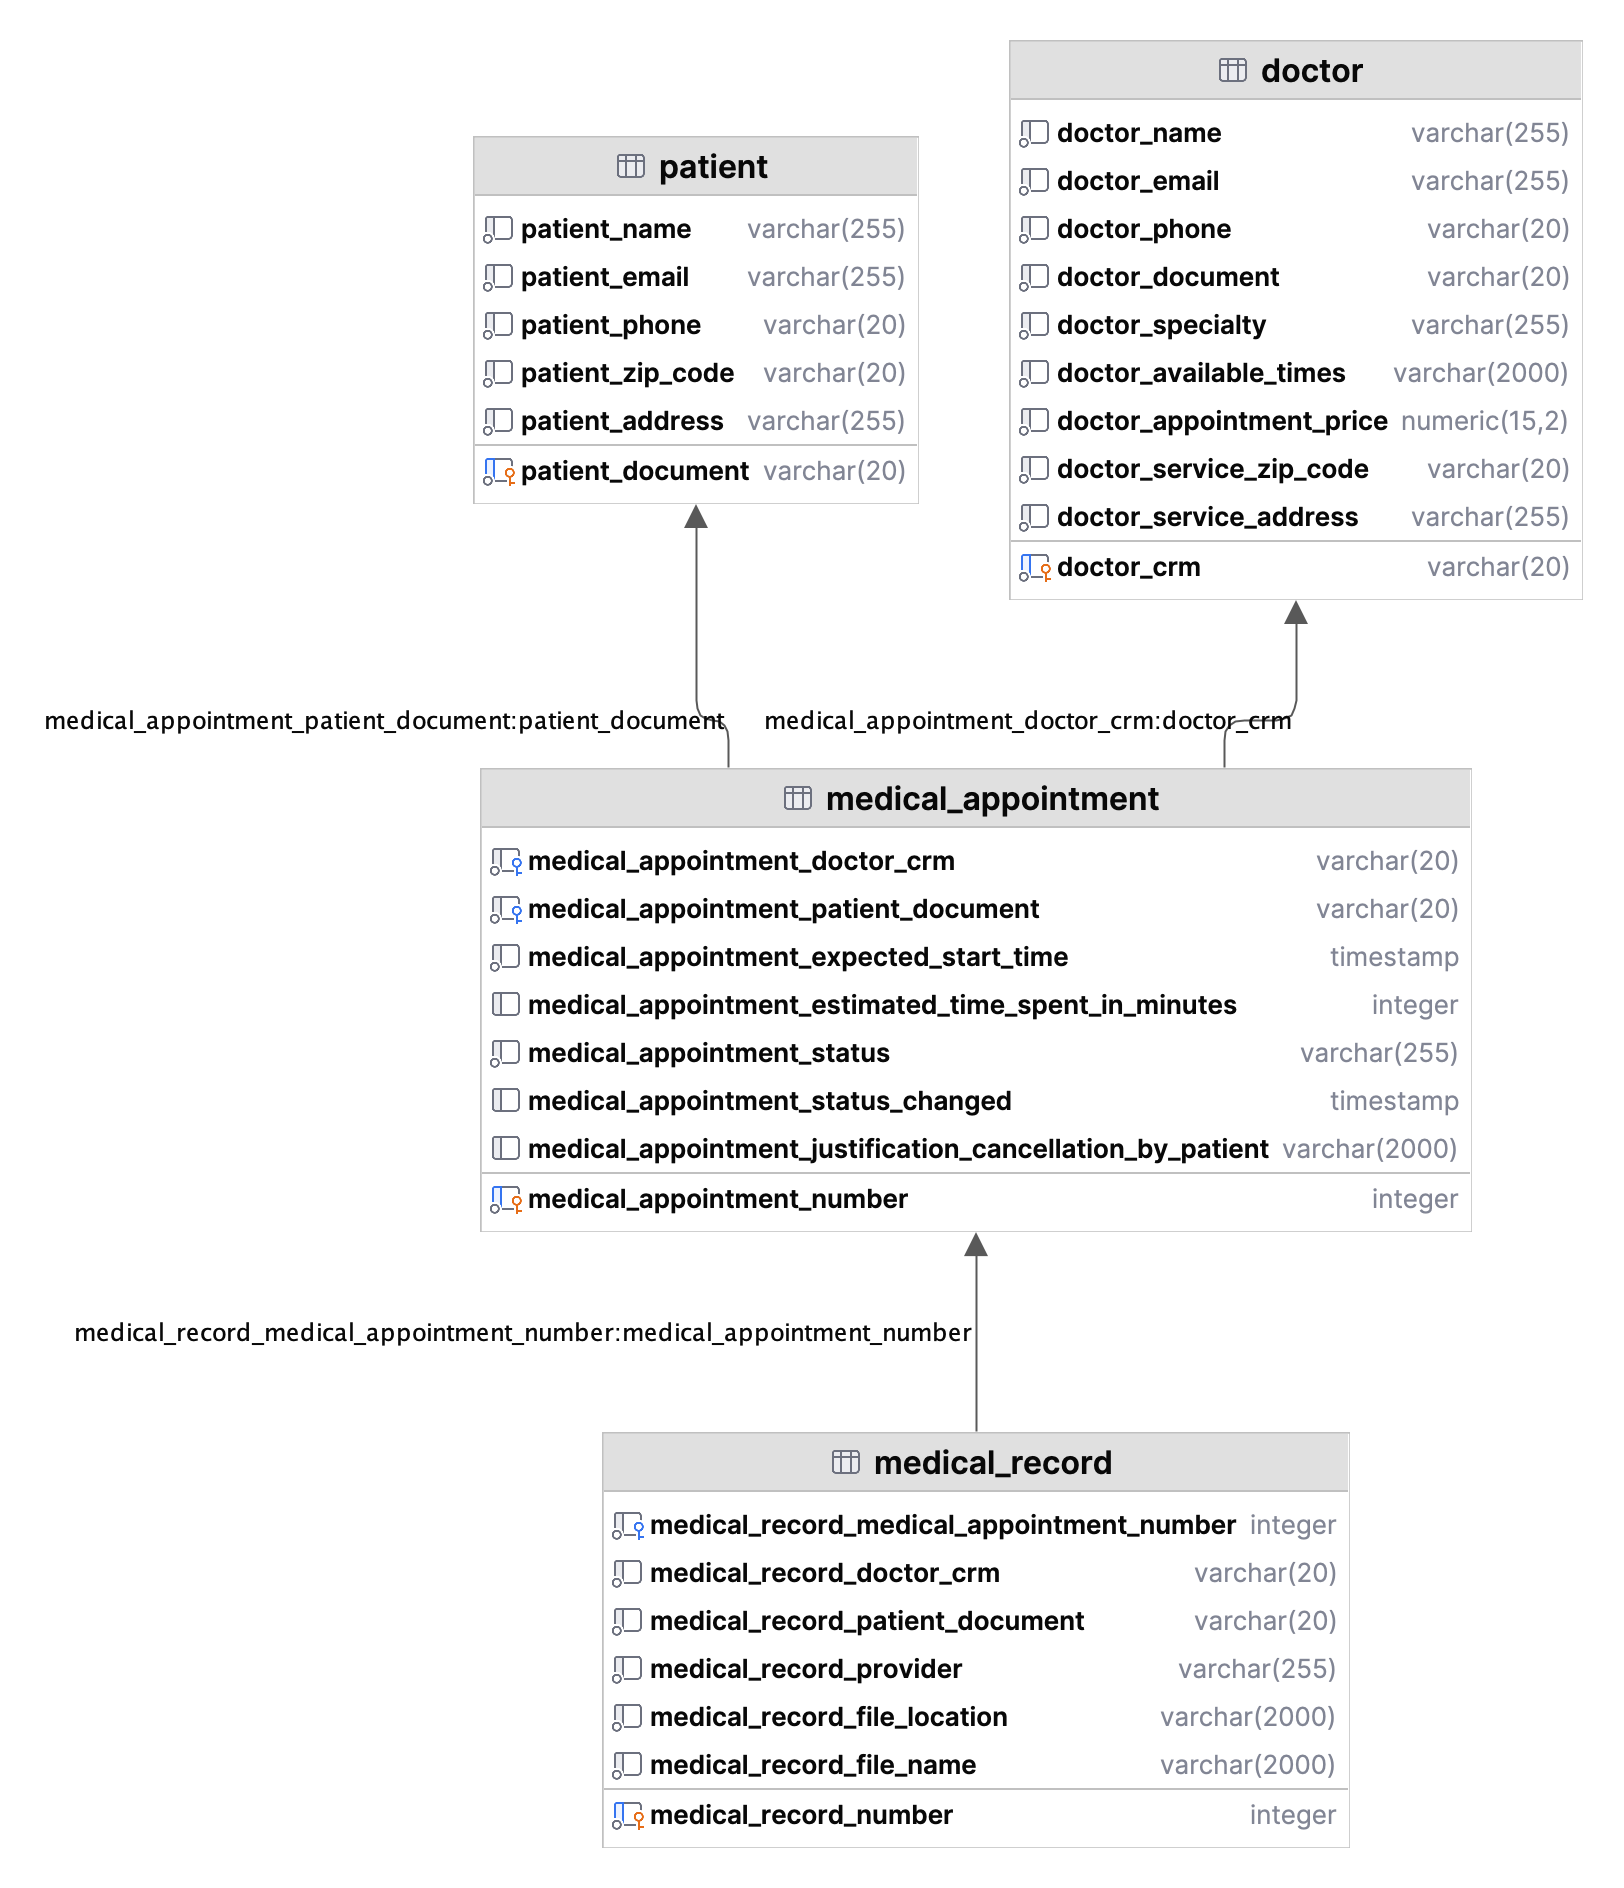 doctor
doctor_name varchar(255)
doctor_email varchar(255)
doctor_phone varchar(20)
doctor_document varchar(20)
doctor_specialty varchar(255)
doctor_available_times varchar(2000)
doctor_appointment_price numeric(15,2)
doctor_service_zip_code varchar(20)
doctor_service_address varchar(255)
doctor_crm varchar(20)
patient
patient_name varchar(255)
patient_email varchar(255)
patient_phone varchar(20)
patient_zip_code varchar(20)
patient_address varchar(255)
patient_document varchar(20)
medical_appointment_patient_document:patient_document
medical_appointment_doctor_crm:doctor_crm
medical_appointment
medical_appointment_doctor_crm varchar(20)
medical_appointment_patient_document varchar(20)
medical_appointment_expected_start_time timestamp
medical_appointment_estimated_time_spent_in_minutes integer
medical_appointment_status varchar(255)
medical_appointment_status_changed timestamp
medical_appointment_justification_cancellation_by_patient varchar(2000)
medical_appointment_number integer
medical_record_medical_appointment_number:medical_appointment_number
medical_record
medical_record_medical_appointment_number integer
medical_record_doctor_crm varchar(20)
medical_record_patient_document varchar(20)
medical_record_provider varchar(255)
medical_record_file_location varchar(2000)
medical_record_file_name varchar(2000)
medical_record_number integer